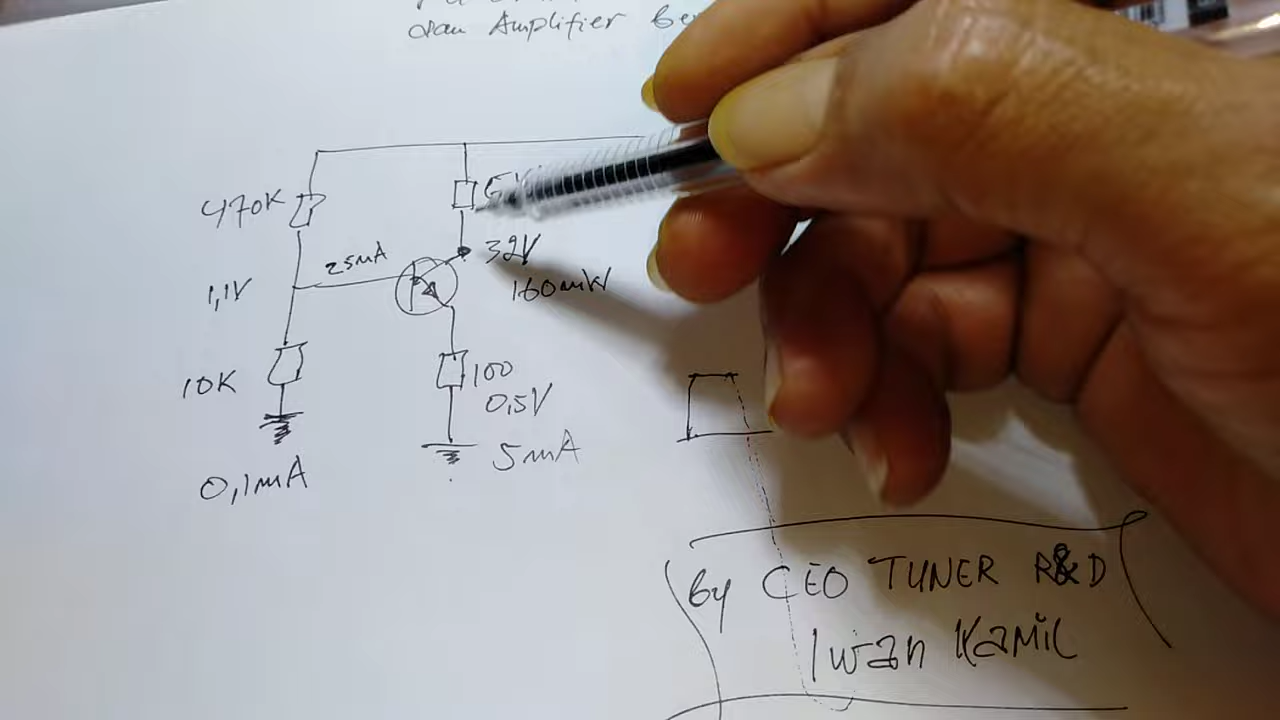 dan Amplifier
470K
25mA
39V
1,1V
160mW
10K
100
0,5V
0,1mA
5mA
by CEO TUNER R&D
Iwan Kamil